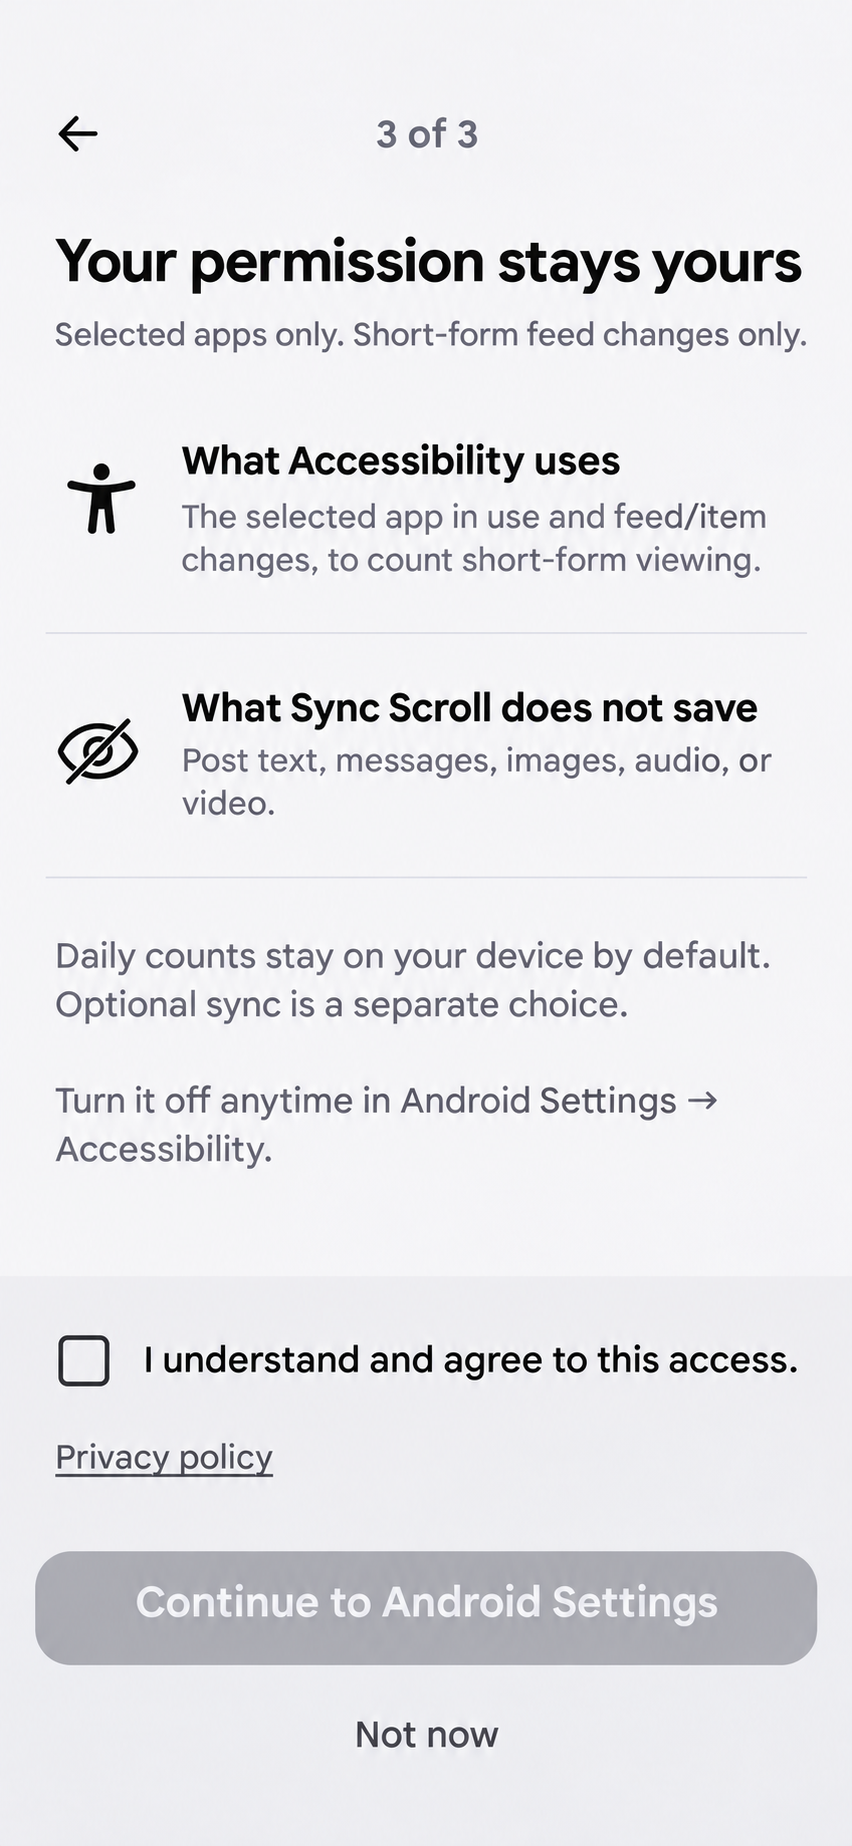 3 of 3
Your permission stays yours
Selected apps only. Short-form feed changes only.
What Accessibility uses
The selected app in use and feed/item
changes, to count short-form viewing.
What Sync Scroll does not save
Post text, messages, images, audio, or
video.
Daily counts stay on your device by default.
Optional sync is a separate choice.
Turn it off anytime in Android Settings →
Accessibility.
I understand and agree to this access.
Privacy policy
Continue to Android Settings
Not now